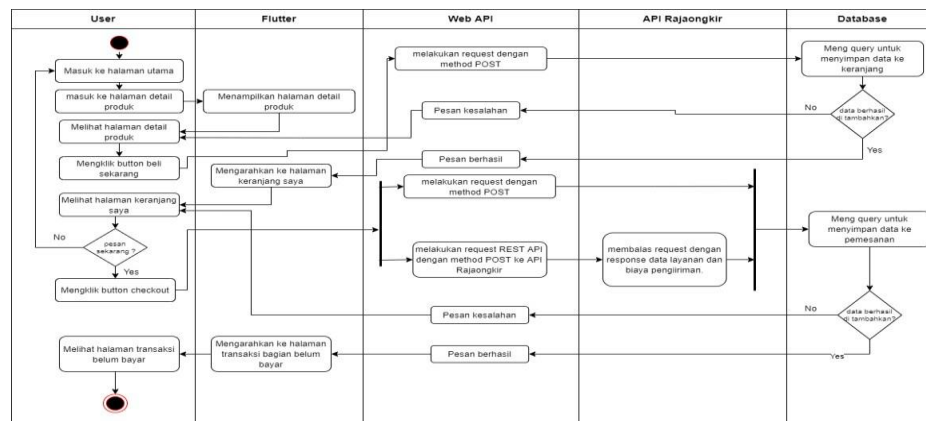 User
Flutter
Web API
API Rajaongkir
Database
Masuk ke halaman utama
melakukan request dengan
method POST
Meng query untuk
menyimpan data ke
keranjang
masuk ke halaman detail
produk
Menampilkan halaman detail
produk
Pesan kesalahan
No
data berhasil
di tambahkan?
Yes
Melihat halaman detail
produk
Mengklik button beli
sekarang
Pesan berhasil
Mengarahkan ke halaman
keranjang saya
melakukan request dengan
method POST
Melihat halaman keranjang
saya
pesan
sekarang ?
No
Yes
melakukan request REST API
dengan method POST ke API
Rajaongkir
membalas request dengan
response data layanan dan
biaya pengiiriman.
Meng query untuk
menyimpan data ke
pemesanan
Mengklik button checkout
Pesan kesalahan
No
data berhasil
di tambahkan?
Yes
Melihat halaman transaksi
belum bayar
Mengarahkan ke halaman
transaksi bagian belum
bayar
Pesan berhasil